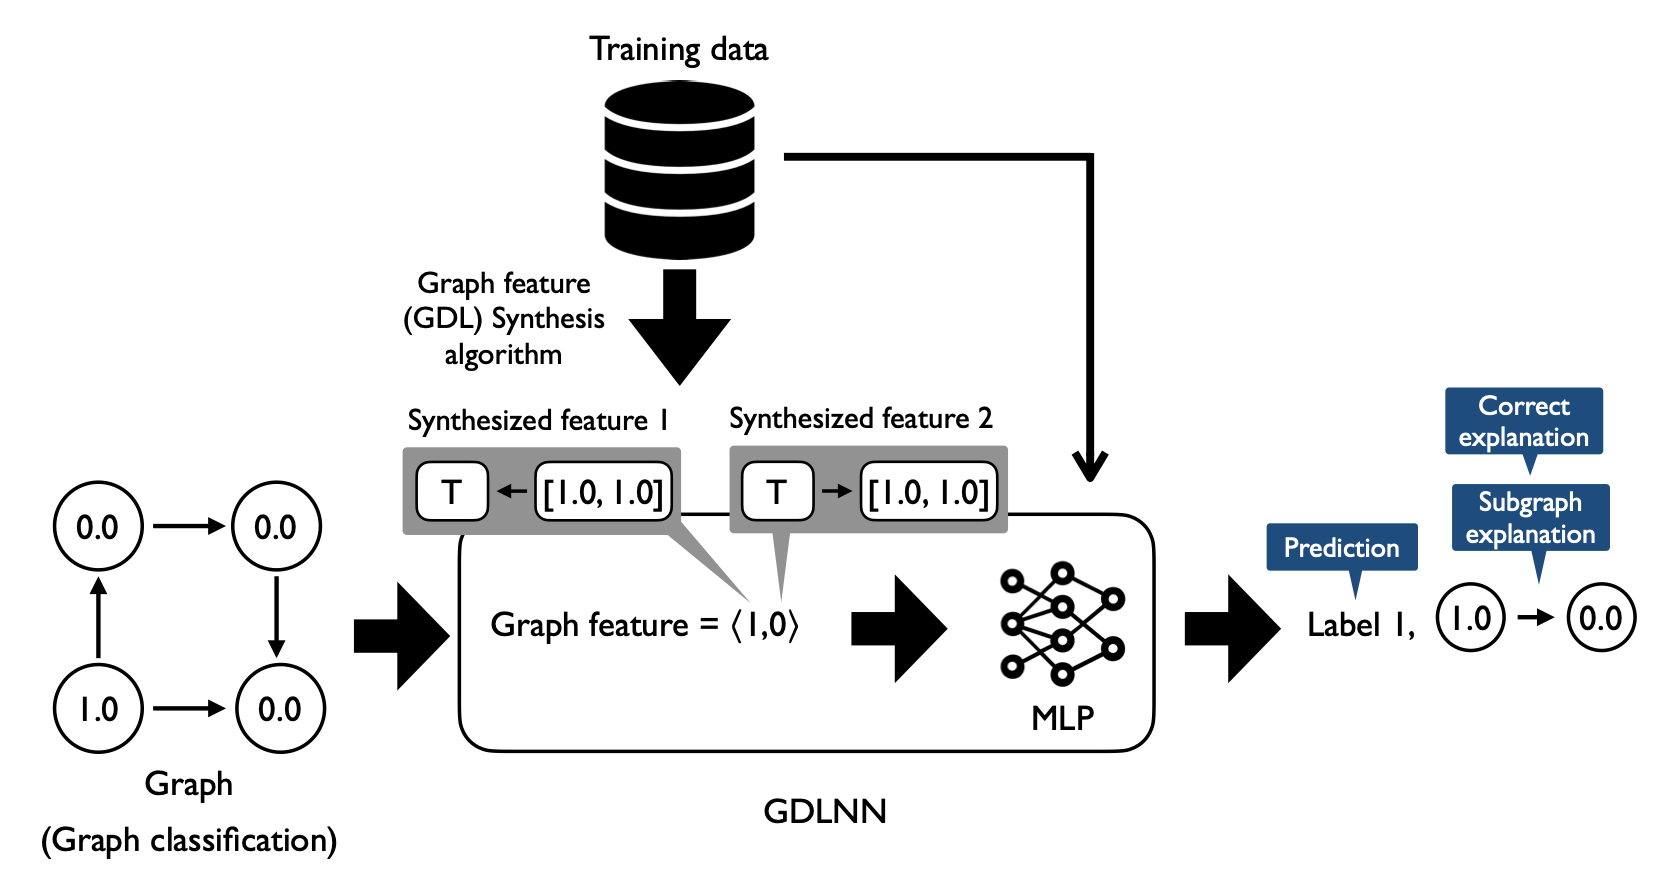 Training data
Graph feature
(GDL) Synthesis
algorithm
Synthesized feature 1
T
[1.0, 1.0]
Synthesized feature 2
T
[1.0, 1.0]
Correct
explanation
Subgraph
explanation
Prediction
0.0
0.0
1.0
0.0
Graph
(Graph classification)
Graph feature = ⟨1,0⟩
MLP
GDLNN
Label 1,
1.0
0.0